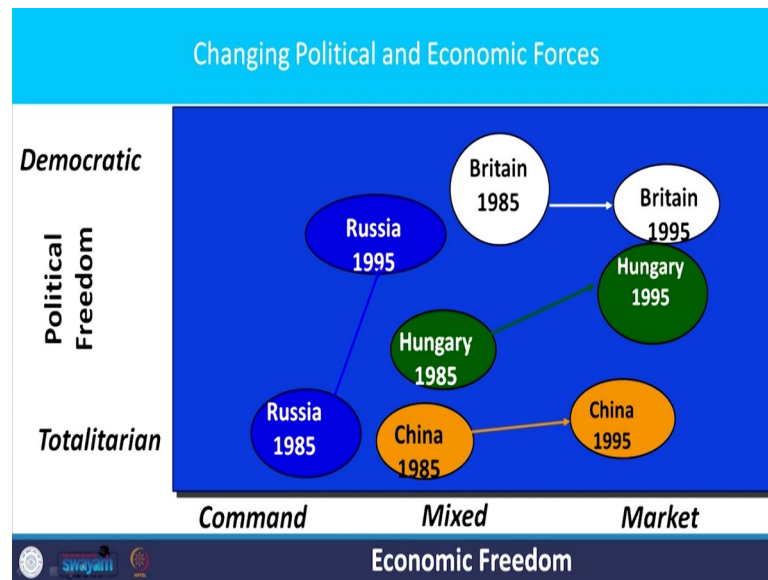 Changing Political and Economic Forces
Democratic
Political
Freedom
Totalitarian
Britain
1985
Britain
1995
Russia
1995
Hungary
1995
Hungary
1985
Russia
1985
China
1985
China
1995
Command
Mixed
Market
swayam
Economic Freedom